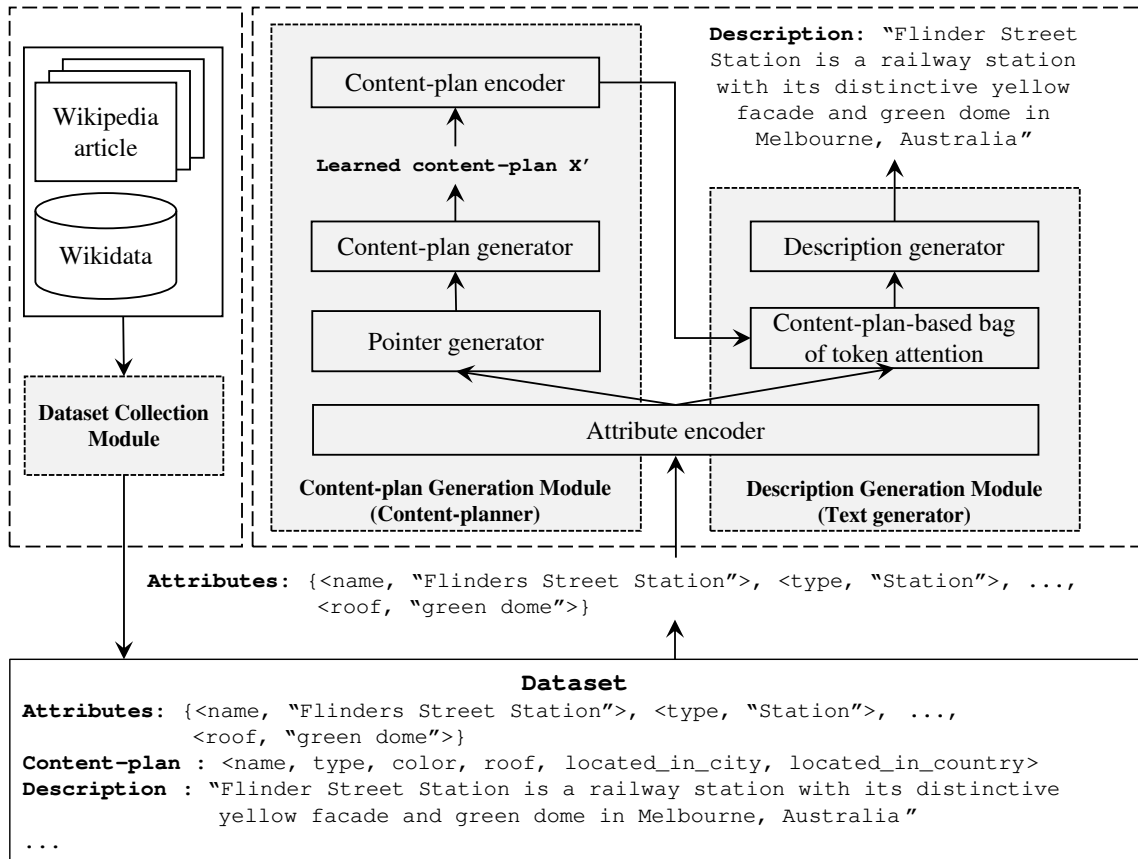 Wikipedia
article
Wikidata
Dataset Collection
Module
Content-plan encoder
Learned content-plan X’
Content-plan generator
Pointer generator
Attribute encoder
Content-plan Generation Module
(Content-planner)
Description: “Flinder Street
Station is a railway station
with its distinctive yellow
facade and green dome in
Melbourne, Australia”
Description generator
Content-plan-based bag
of token attention
Description Generation Module
(Text generator)
Attributes: {<name, “Flinders Street Station”>, <type, “Station”>, ...,
<roof, “green dome”>}
Dataset
Attributes: {<name, “Flinders Street Station”>, <type, “Station”>, ...,
<roof, “green dome”>}
Content-plan : <name, type, color, roof, located_in_city, located_in_country>
Description : “Flinder Street Station is a railway station with its distinctive
yellow facade and green dome in Melbourne, Australia”
...